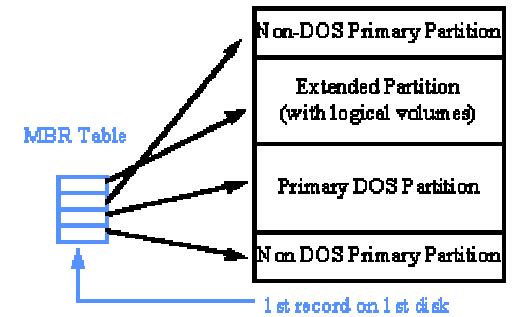 Non-DOS Primary Partition
Extended Partition
(with logical volumes)
MBR Table
Primary DOS Partition
Non DOS Primary Partition
1st record on 1st disk